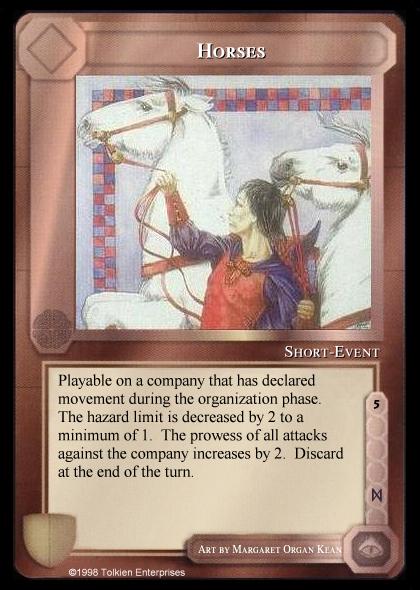 Horses
Short-Event
Playable on a company that has declared
movement during the organization phase.
The hazard limit is decreased by 2 to a
minimum of 1.  The prowess of all attacks
against the company increases by 2.  Discard
at the end of the turn.
5
Art by Margaret Organ Kean
©1998 Tolkien Enterprises